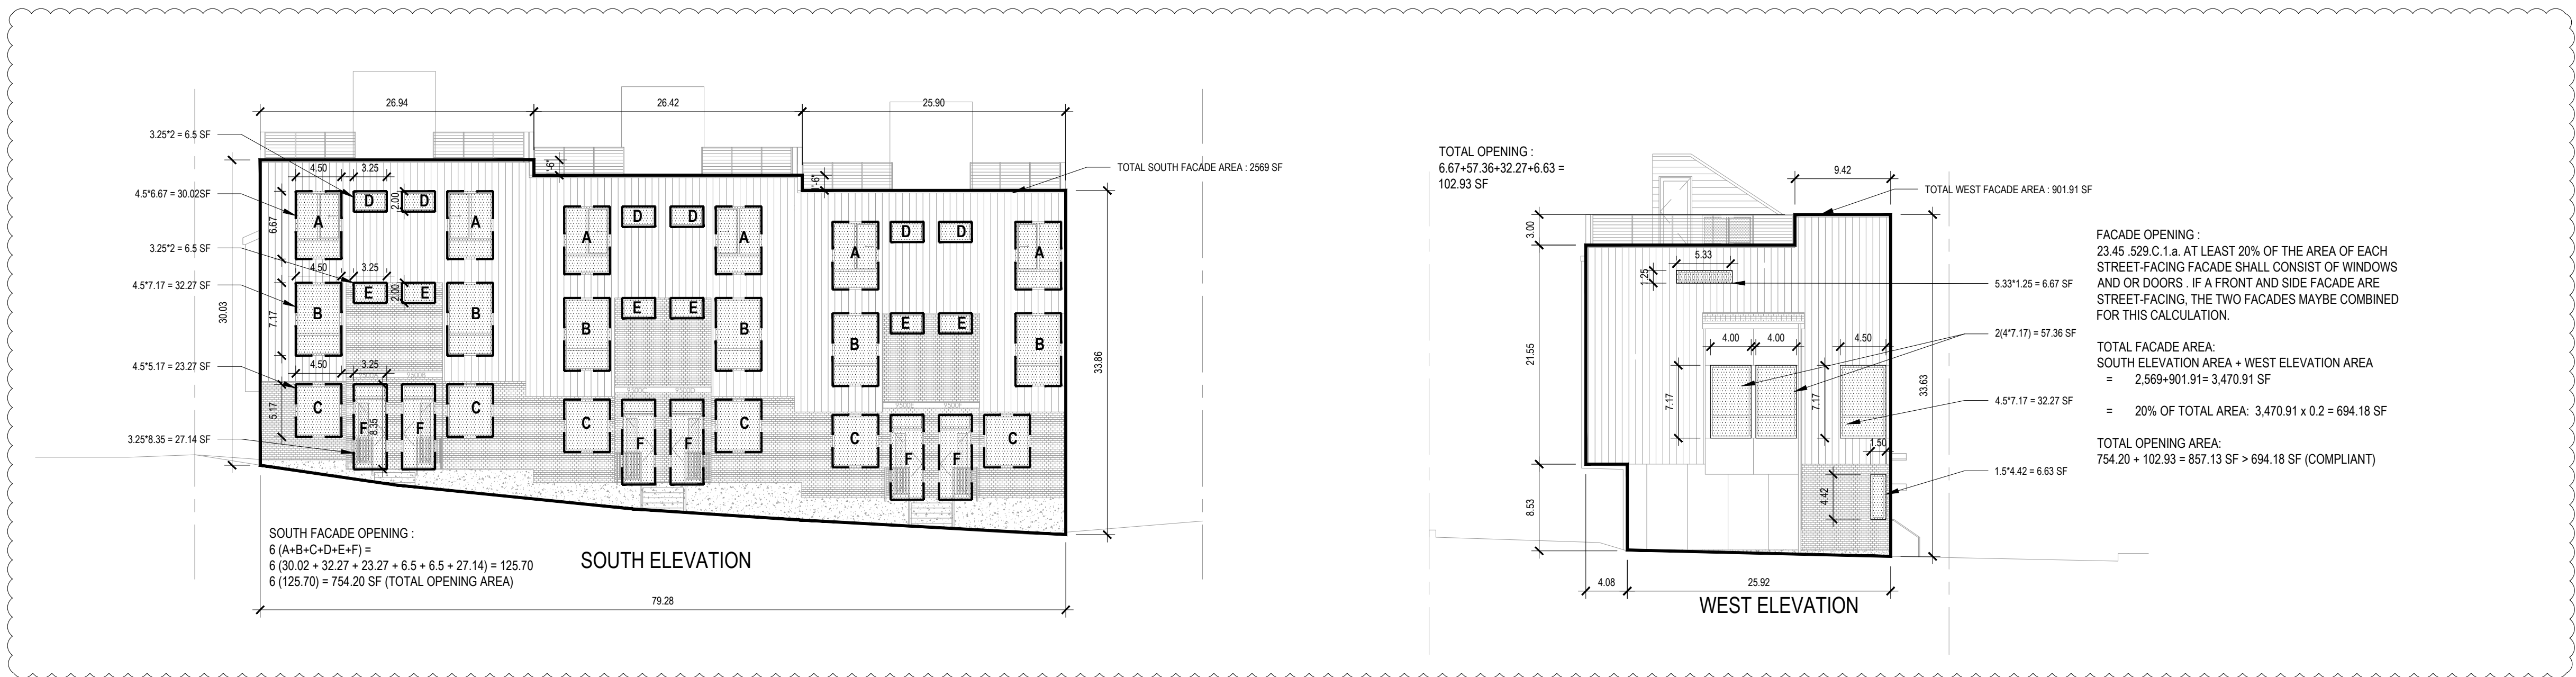 26.94
26.42
25.90
3.25*2 = 6.5 SF
4.5*6.67 = 30.02SF
3.25*2 = 6.5 SF
4.5*7.17 = 32.27 SF
4.5*5.17 = 23.27 SF
3.25*8.35 = 27.14 SF
30.03
4.50
3.25
6.67
2.00
4.50
3.25
7.17
2.00
4.50
3.25
5.17
8.35
A
D
D
A
B
E
E
B
C
F
F
C
A
D
D
A
B
E
E
B
C
F
F
C
A
D
D
A
B
E
E
B
C
F
F
C
TOTAL SOUTH FACADE AREA : 2569 SF
33.86
SOUTH FACADE OPENING :
6 (A+B+C+D+E+F) =
6 (30.02 + 32.27 + 23.27 + 6.5 + 6.5 + 27.14) = 125.70
6 (125.70) = 754.20 SF (TOTAL OPENING AREA)
SOUTH ELEVATION
79.28
TOTAL OPENING :
6.67+57.36+32.27+6.63 =
102.93 SF
9.42
TOTAL WEST FACADE AREA : 901.91 SF
3.00
21.55
8.53
5.33
1.25
5.33*1.25 = 6.67 SF
4.00
4.00
4.50
2(4*7.17) = 57.36 SF
7.17
7.17
33.63
4.5*7.17 = 32.27 SF
1.50
4.42
1.5*4.42 = 6.63 SF
4.08
25.92
WEST ELEVATION
FACADE OPENING :
23.45 .529.C.1.a. AT LEAST 20% OF THE AREA OF EACH
STREET-FACING FACADE SHALL CONSIST OF WINDOWS
AND OR DOORS . IF A FRONT AND SIDE FACADE ARE
STREET-FACING, THE TWO FACADES MAYBE COMBINED
FOR THIS CALCULATION.
TOTAL FACADE AREA:
SOUTH ELEVATION AREA + WEST ELEVATION AREA
= 2,569+901.91= 3,470.91 SF
= 20% OF TOTAL AREA: 3,470.91 x 0.2 = 694.18 SF
TOTAL OPENING AREA:
754.20 + 102.93 = 857.13 SF > 694.18 SF (COMPLIANT)